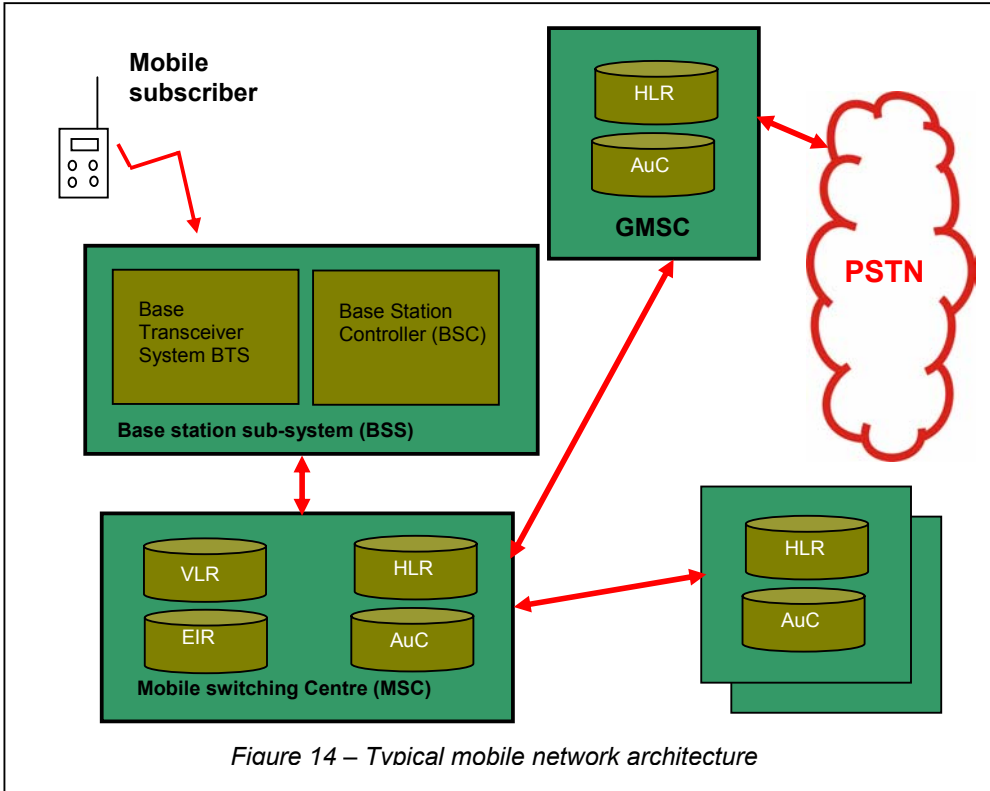 Mobile
subscriber
HLR
AuC
GMSC
PSTN
Base
Transceiver
System BTS
Base Station
Controller (BSC)
Base station sub-system (BSS)
VLR
HLR
EIR
AuC
Mobile switching Centre (MSC)
HLR
AuC
Figure 14 – Typical mobile network architecture